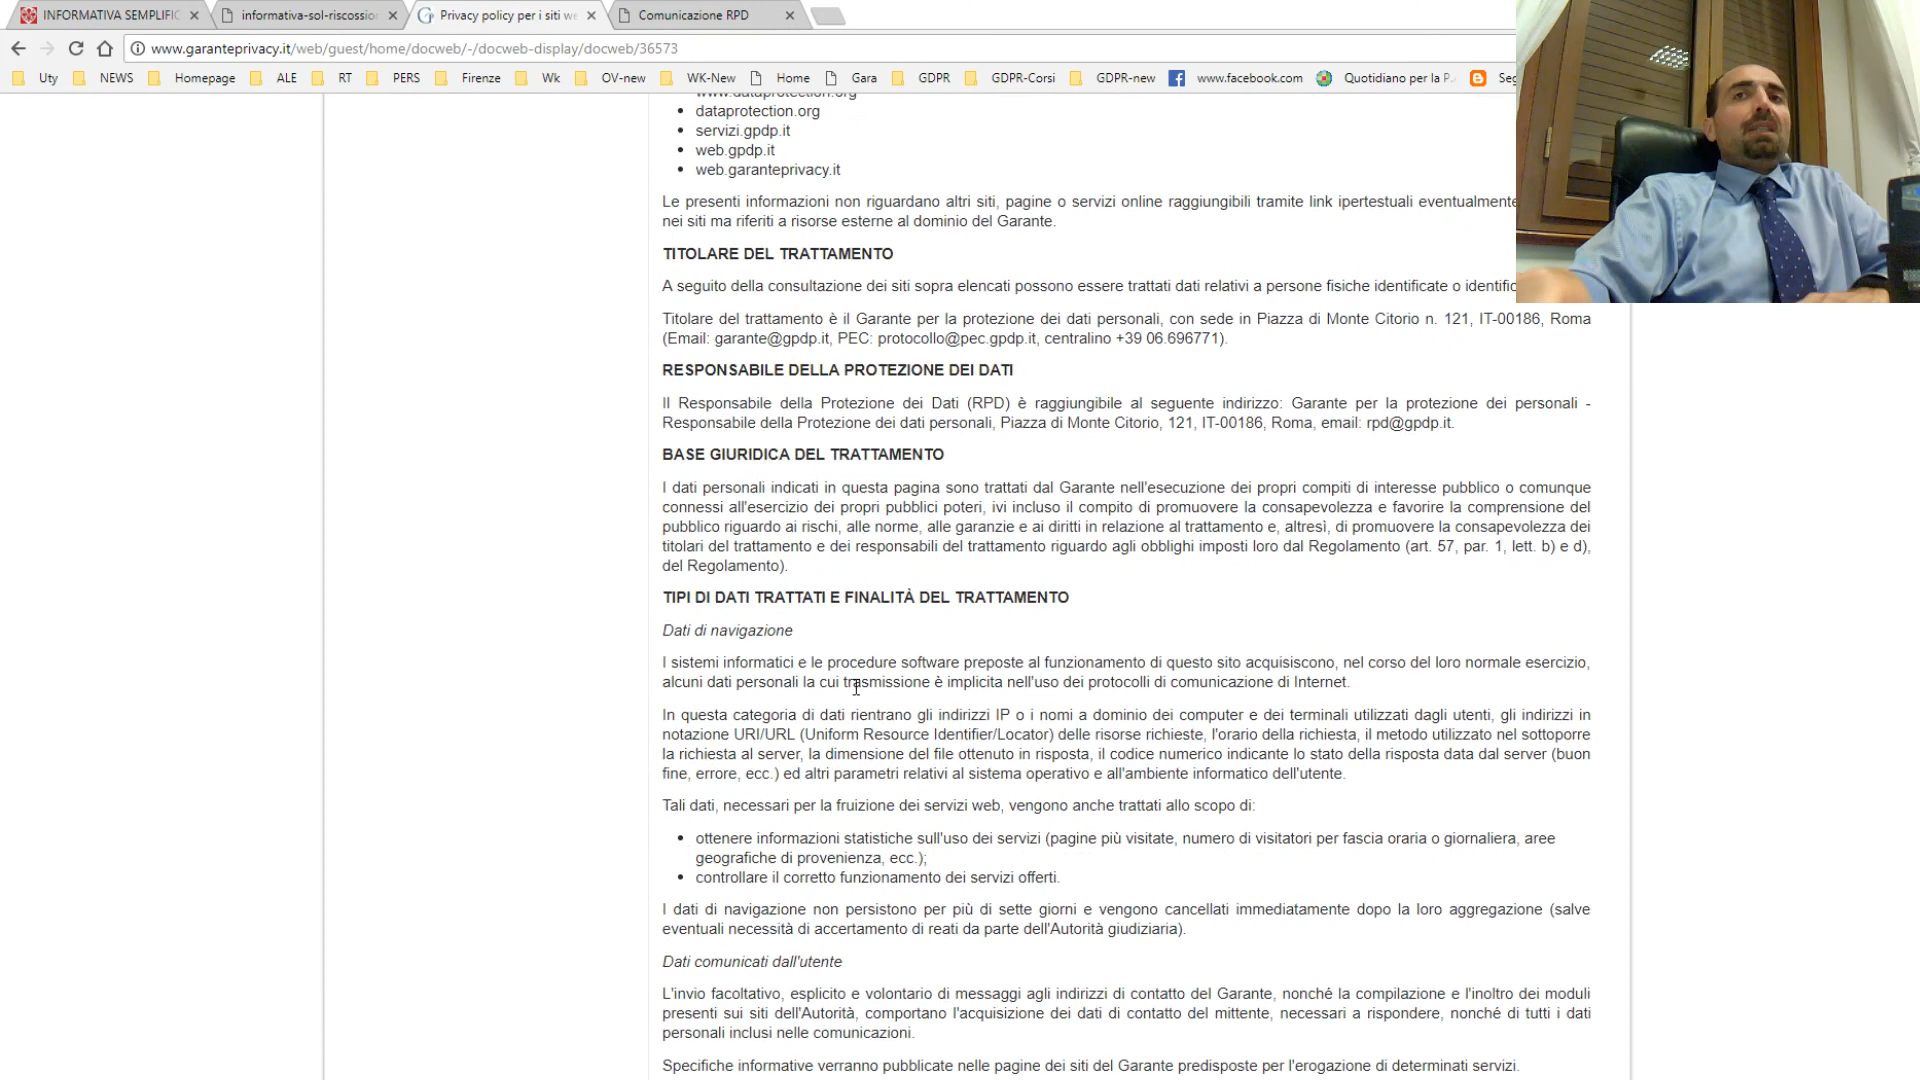 INFORMATIVA SEMPLIFIC
informativa-sol-riscossion
Privacy policy per i siti we
Comunicazione RPD
www.garanteprivacy.it/web/guest/home/docweb/-/docweb-display/docweb/36573
Uty NEWS Homepage ALE RT PERS Firenze Wk OV-new WK-New Home Gara GDPR GDPR-Corsi GDPR-new www.facebook.com Quotidiano per la P. Seg
www.dataprotection.org
• dataprotection.org
• servizi.gpdp.it
• web.gpdp.it
• web.garanteprivacy.it
Le presenti informazioni non riguardano altri siti, pagine o servizi online raggiungibili tramite link ipertestuali eventualmente
nei siti ma riferiti a risorse esterne al dominio del Garante.
TITOLARE DEL TRATTAMENTO
A seguito della consultazione dei siti sopra elencati possono essere trattati dati relativi a persone fisiche identificate o identific
Titolare del trattamento è il Garante per la protezione dei dati personali, con sede in Piazza di Monte Citorio n. 121, IT-00186, Roma
(Email: garante@gpdp.it, PEC: protocollo@pec.gpdp.it, centralino +39 06.696771).
RESPONSABILE DELLA PROTEZIONE DEI DATI
Il Responsabile della Protezione dei Dati (RPD) è raggiungibile al seguente indirizzo: Garante per la protezione dei personali -
Responsabile della Protezione dei dati personali, Piazza di Monte Citorio, 121, IT-00186, Roma, email: rpd@gpdp.it.
BASE GIURIDICA DEL TRATTAMENTO
I dati personali indicati in questa pagina sono trattati dal Garante nell'esecuzione dei propri compiti di interesse pubblico o comunque
connessi all'esercizio dei propri pubblici poteri, ivi incluso il compito di promuovere la consapevolezza e favorire la comprensione del
pubblico riguardo ai rischi, alle norme, alle garanzie e ai diritti in relazione al trattamento e, altresì, di promuovere la consapevolezza dei
titolari del trattamento e dei responsabili del trattamento riguardo agli obblighi imposti loro dal Regolamento (art. 57, par. 1, lett. b) e d),
del Regolamento).
TIPI DI DATI TRATTATI E FINALITÀ DEL TRATTAMENTO
Dati di navigazione
I sistemi informatici e le procedure software preposte al funzionamento di questo sito acquisiscono, nel corso del loro normale esercizio,
alcuni dati personali la cui trasmissione è implicita nell'uso dei protocolli di comunicazione di Internet.
In questa categoria di dati rientrano gli indirizzi IP o i nomi a dominio dei computer e dei terminali utilizzati dagli utenti, gli indirizzi in
notazione URI/URL (Uniform Resource Identifier/Locator) delle risorse richieste, l'orario della richiesta, il metodo utilizzato nel sottoporre
la richiesta al server, la dimensione del file ottenuto in risposta, il codice numerico indicante lo stato della risposta data dal server (buon
fine, errore, ecc.) ed altri parametri relativi al sistema operativo e all'ambiente informatico dell'utente.
Tali dati, necessari per la fruizione dei servizi web, vengono anche trattati allo scopo di:
• ottenere informazioni statistiche sull'uso dei servizi (pagine più visitate, numero di visitatori per fascia oraria o giornaliera, aree
geografiche di provenienza, ecc.);
• controllare il corretto funzionamento dei servizi offerti.
I dati di navigazione non persistono per più di sette giorni e vengono cancellati immediatamente dopo la loro aggregazione (salve
eventuali necessità di accertamento di reati da parte dell'Autorità giudiziaria).
Dati comunicati dall'utente
L'invio facoltativo, esplicito e volontario di messaggi agli indirizzi di contatto del Garante, nonché la compilazione e l'inoltro dei moduli
presenti sui siti dell'Autorità, comportano l'acquisizione dei dati di contatto del mittente, necessari a rispondere, nonché di tutti i dati
personali inclusi nelle comunicazioni.
Specifiche informative verranno pubblicate nelle pagine dei siti del Garante predisposte per l'erogazione di determinati servizi.